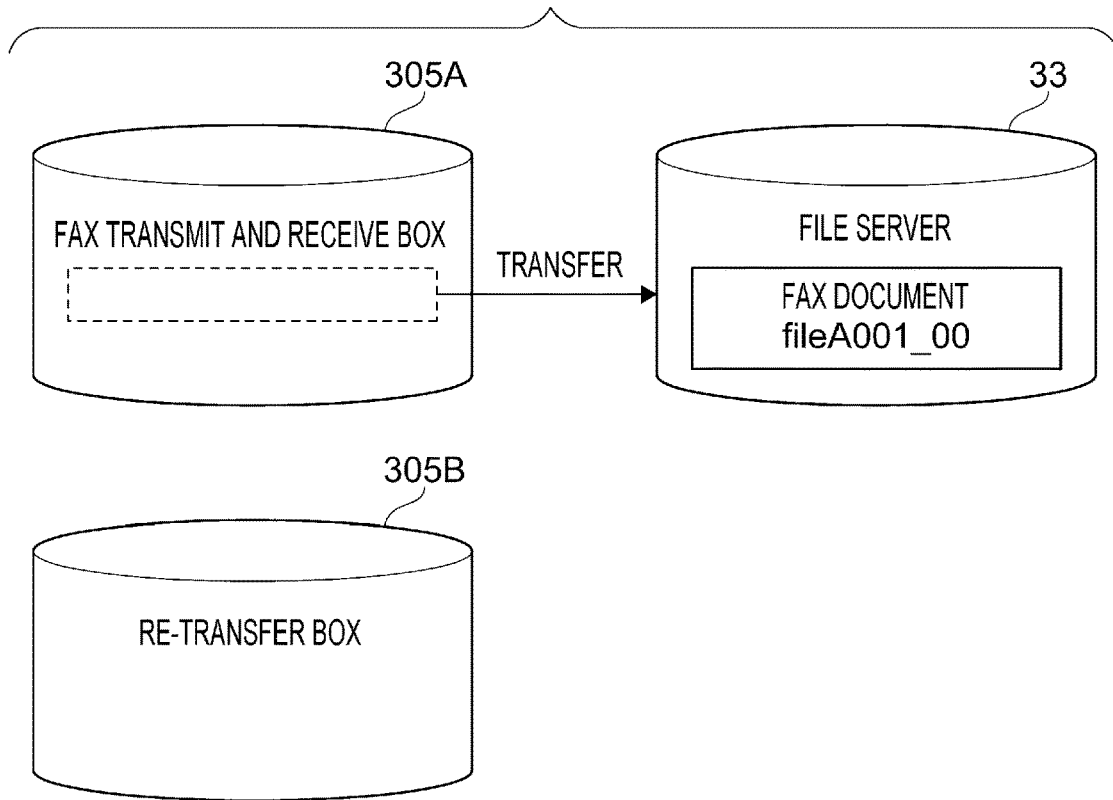 305A
33
FAX TRANSMIT AND RECEIVE BOX
TRANSFER
FILE SERVER
FAX DOCUMENT
fileA001_00
305B
RE-TRANSFER BOX